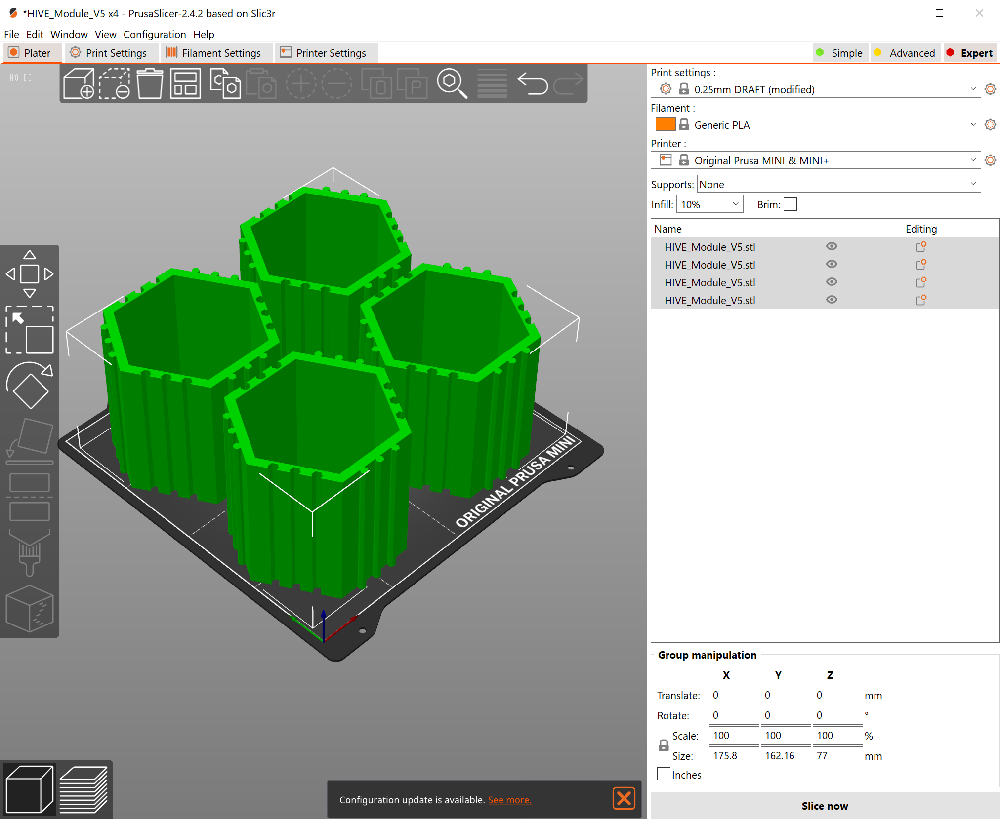 *HIVE_Module_V5 x4 - PrusaSlicer-2.4.2 based on Slic3r
File Edit Window View Configuration Help
Plater Print Settings Filament Settings Printer Settings Simple Advanced Expert
NO DC
Print settings :
0.25mm DRAFT (modified)
Filament :
Generic PLA
Printer :
Original Prusa MINI & MINI+
Supports: None
Infill: 10% Brim:
Name Editing
HIVE_Module_V5.stl
HIVE_Module_V5.stl
HIVE_Module_V5.stl
HIVE_Module_V5.stl
ORIGINAL PRUSA MINI
Group manipulation
X Y Z
Translate: 0 0 0 mm
Rotate: 0 0 0 °
Scale: 100 100 100 %
Size: 175.8 162.16 77 mm
Inches
Configuration update is available. See more.
Slice now